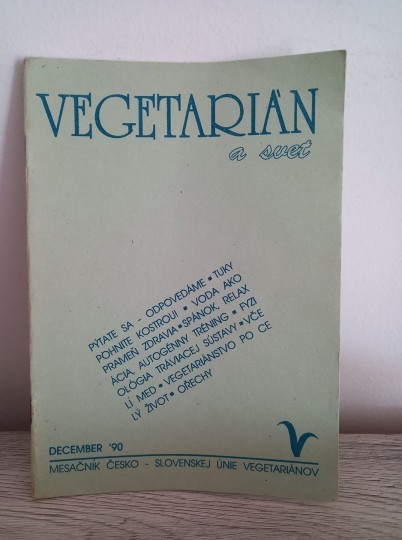 VEGETARIÁN
a svet
PÝTATE SA - ODPOVEDÁME ▪ TUKY
POHNITE KOSTROU! ▪ VODA AKO
PRAMEŇ ZDRAVIA ▪ SPÁNOK, RELAX
ÁCIA, AUTOGÉNNY TRÉNING ▪ FYZI
OLÓGIA TRÁVIACEJ SÚSTAVY ▪ VČE
LÍ MED ▪ VEGETARIÁNSTVO PO CE
LÝ ŽIVOT ▪ OŘECHY
DECEMBER '90
MESAČNÍK ČESKO - SLOVENSKEJ ÚNIE VEGETARIÁNOV